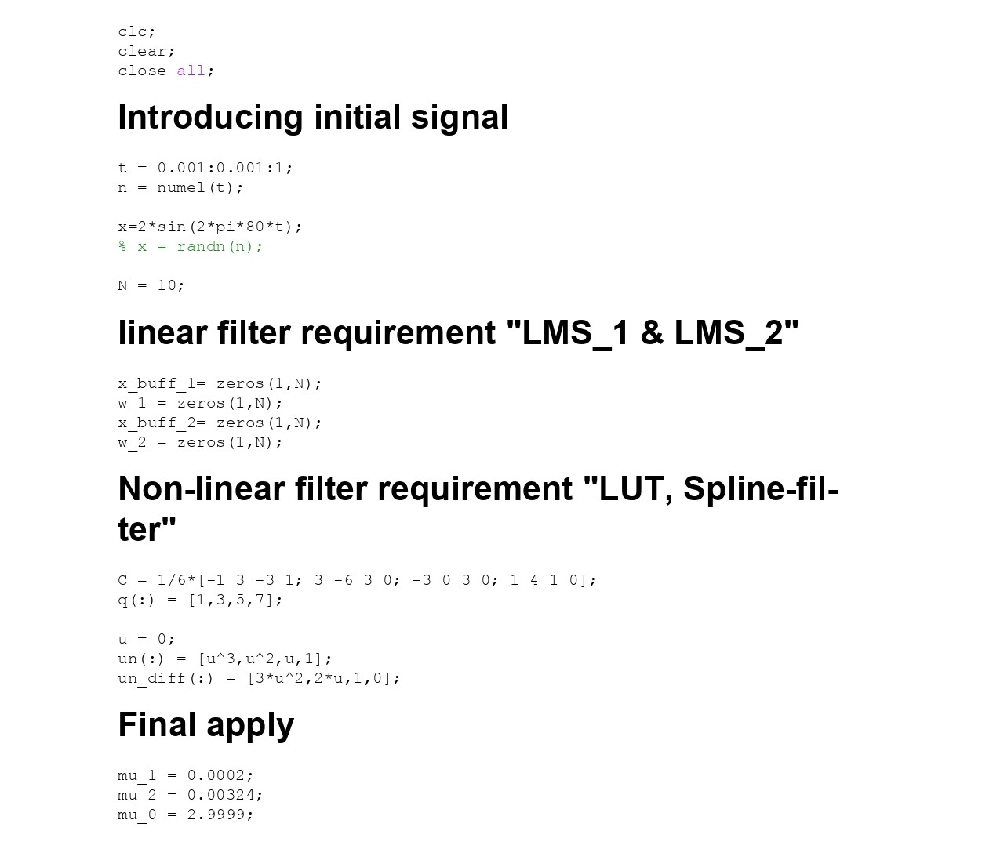 clc;
clear;
close all;
Introducing initial signal
t = 0.001:0.001:1;
n = numel(t);
x=2*sin(2*pi*80*t);
% x = randn(n);
N = 10;
linear filter requirement "LMS_1 & LMS_2"
x_buff_1= zeros(1,N);
w_1 = zeros(1,N);
x_buff_2= zeros(1,N);
w_2 = zeros(1,N);
Non-linear filter requirement "LUT, Spline-fil-
ter"
C = 1/6*[-1 3 -3 1; 3 -6 3 0; -3 0 3 0; 1 4 1 0];
q(:) = [1,3,5,7];
u = 0;
un(:) = [u^3,u^2,u,1];
un_diff(:) = [3*u^2,2*u,1,0];
Final apply
mu_1 = 0.0002;
mu_2 = 0.00324;
mu_0 = 2.9999;